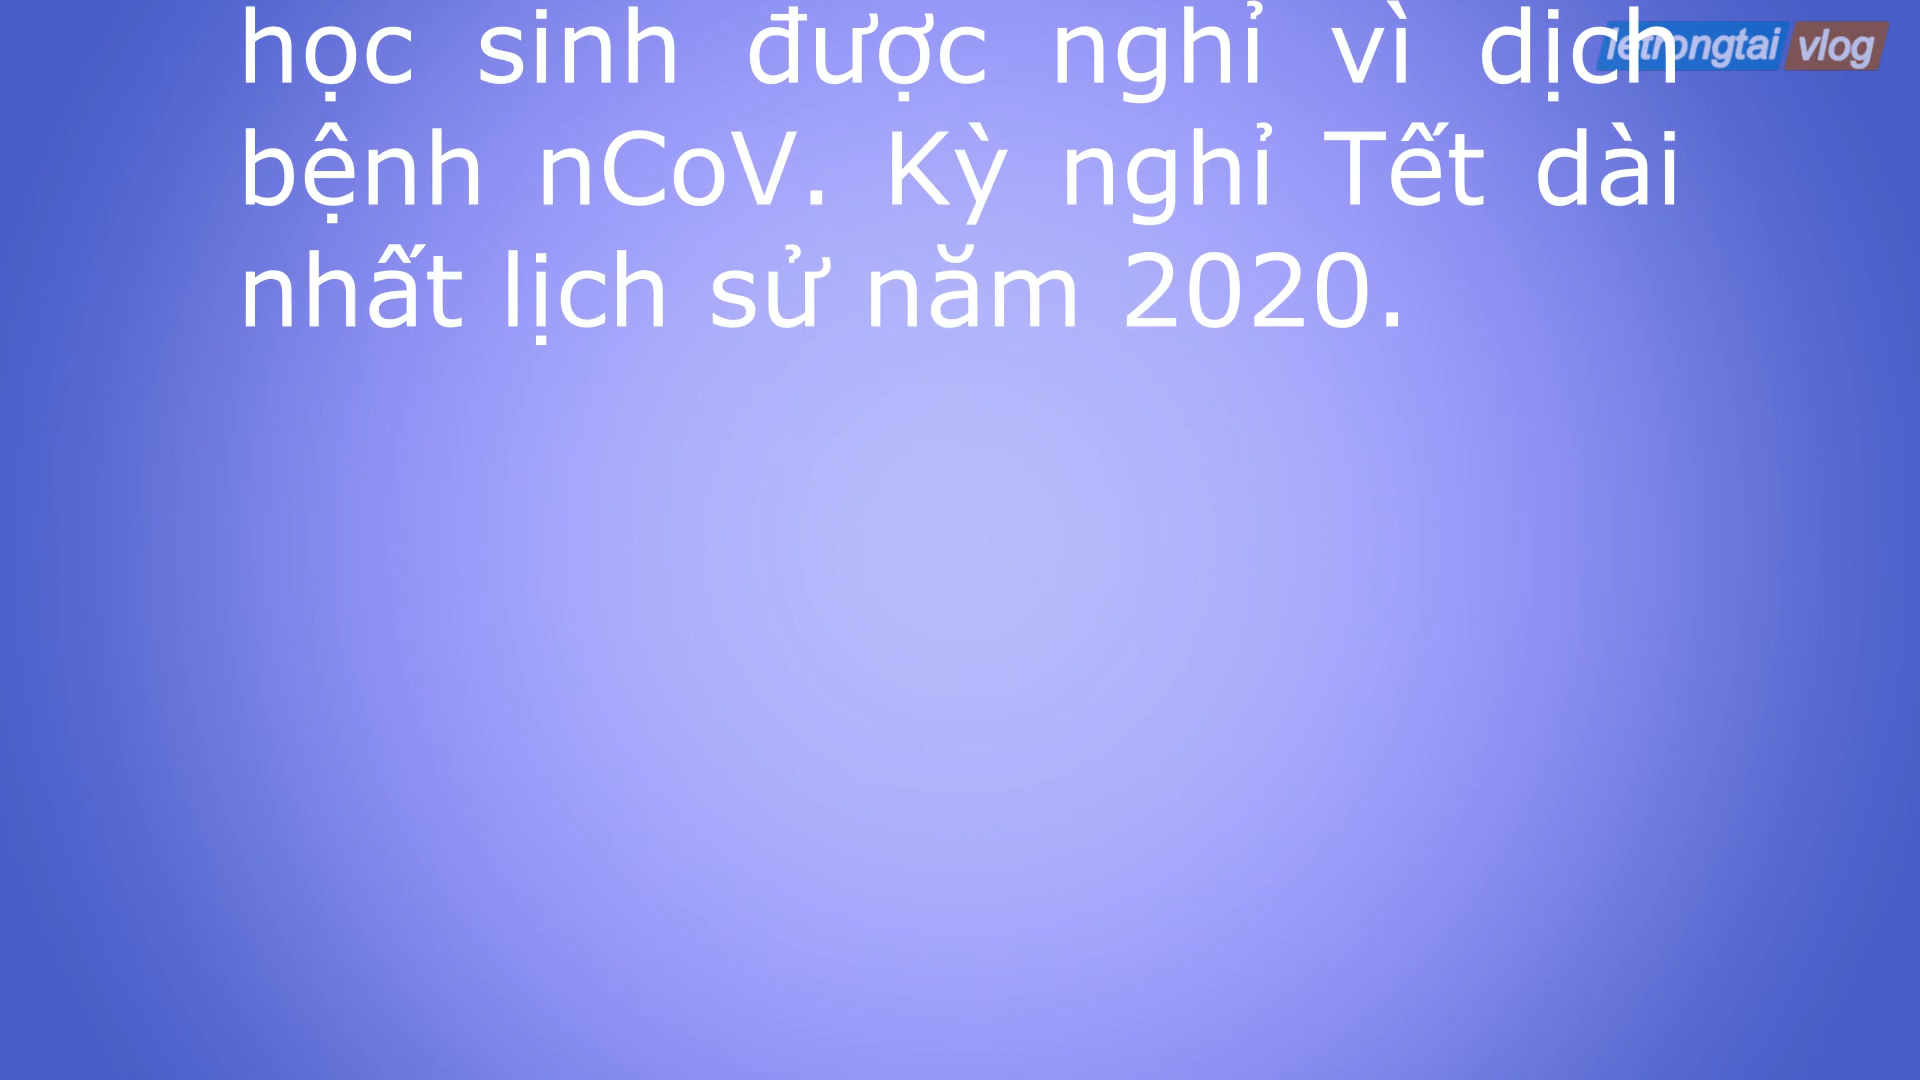 học sinh được nghỉ vì dịch
letrongtai vlog
bệnh nCoV. Kỳ nghỉ Tết dài
nhất lịch sử năm 2020.